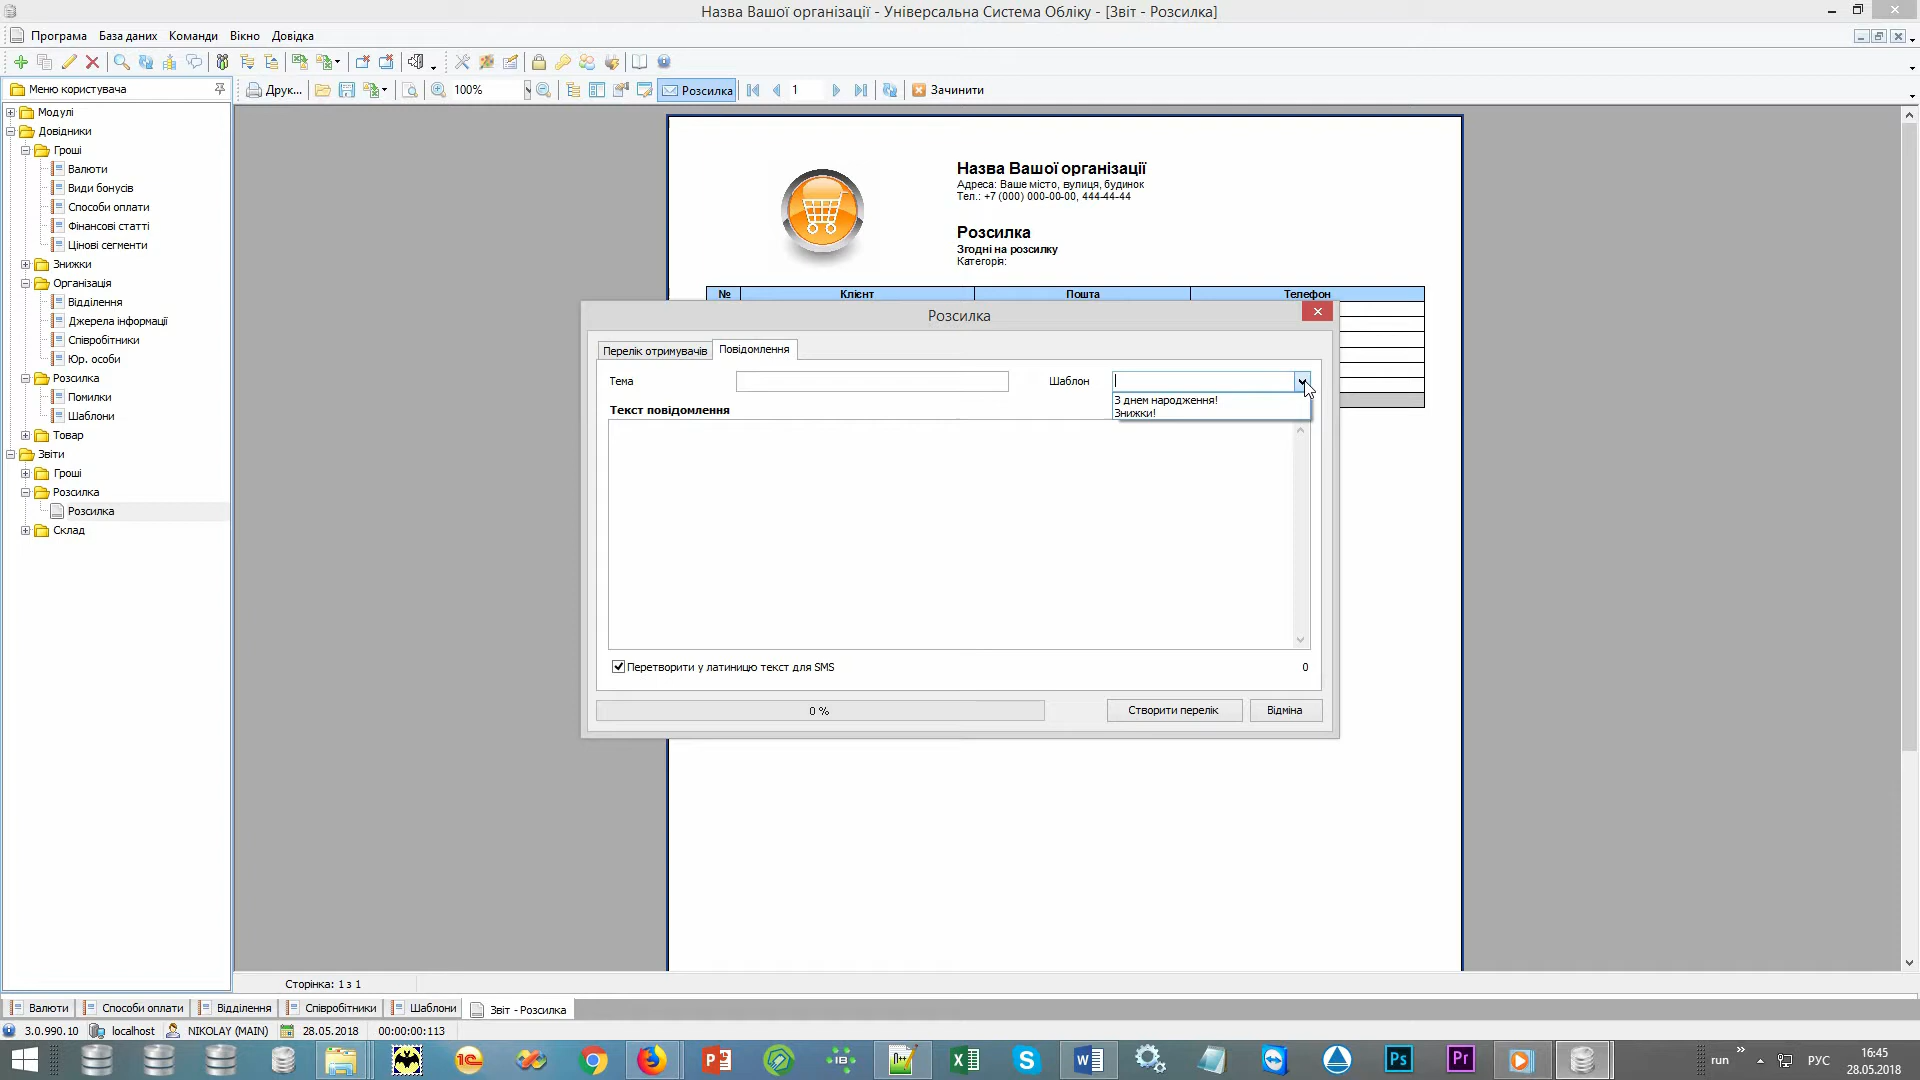 Назва Вашої організації - Універсальна Система Обліку - [Звіт - Розсилка]
Програма База даних Команди Вікно Довідка
Меню користувача
Друк... 100% Розсилка 1 Зачинити
Модулі
Довідники
Гроші
Валюти
Види бонусів
Способи оплати
Фінансові статті
Цінові сегменти
Знижки
Організація
Відділення
Джерела інформації
Співробітники
Юр. особи
Розсилка
Помилки
Шаблони
Товар
Звіти
Гроші
Розсилка
Розсилка
Склад
Назва Вашої організації
Адреса: Ваше місто, вулиця, будинок
Тел.: +7 (000) 000-00-00, 444-44-44
Розсилка
Згодні на розсилку
Категорія:
№ Клієнт Пошта Телефон
Розсилка
Перелік отримувачів Повідомлення
Тема Шаблон
З днем народження!
Знижки!
Текст повідомлення
Перетворити у латиницю текст для SMS 0
0 % Створити перелік Відміна
Сторінка: 1 з 1
Валюти Способи оплати Відділення Співробітники Шаблони Звіт - Розсилка
3.0.990.10 localhost NIKOLAY (MAIN) 28.05.2018 00:00:00:113
run РУС 16:45
28.05.2018